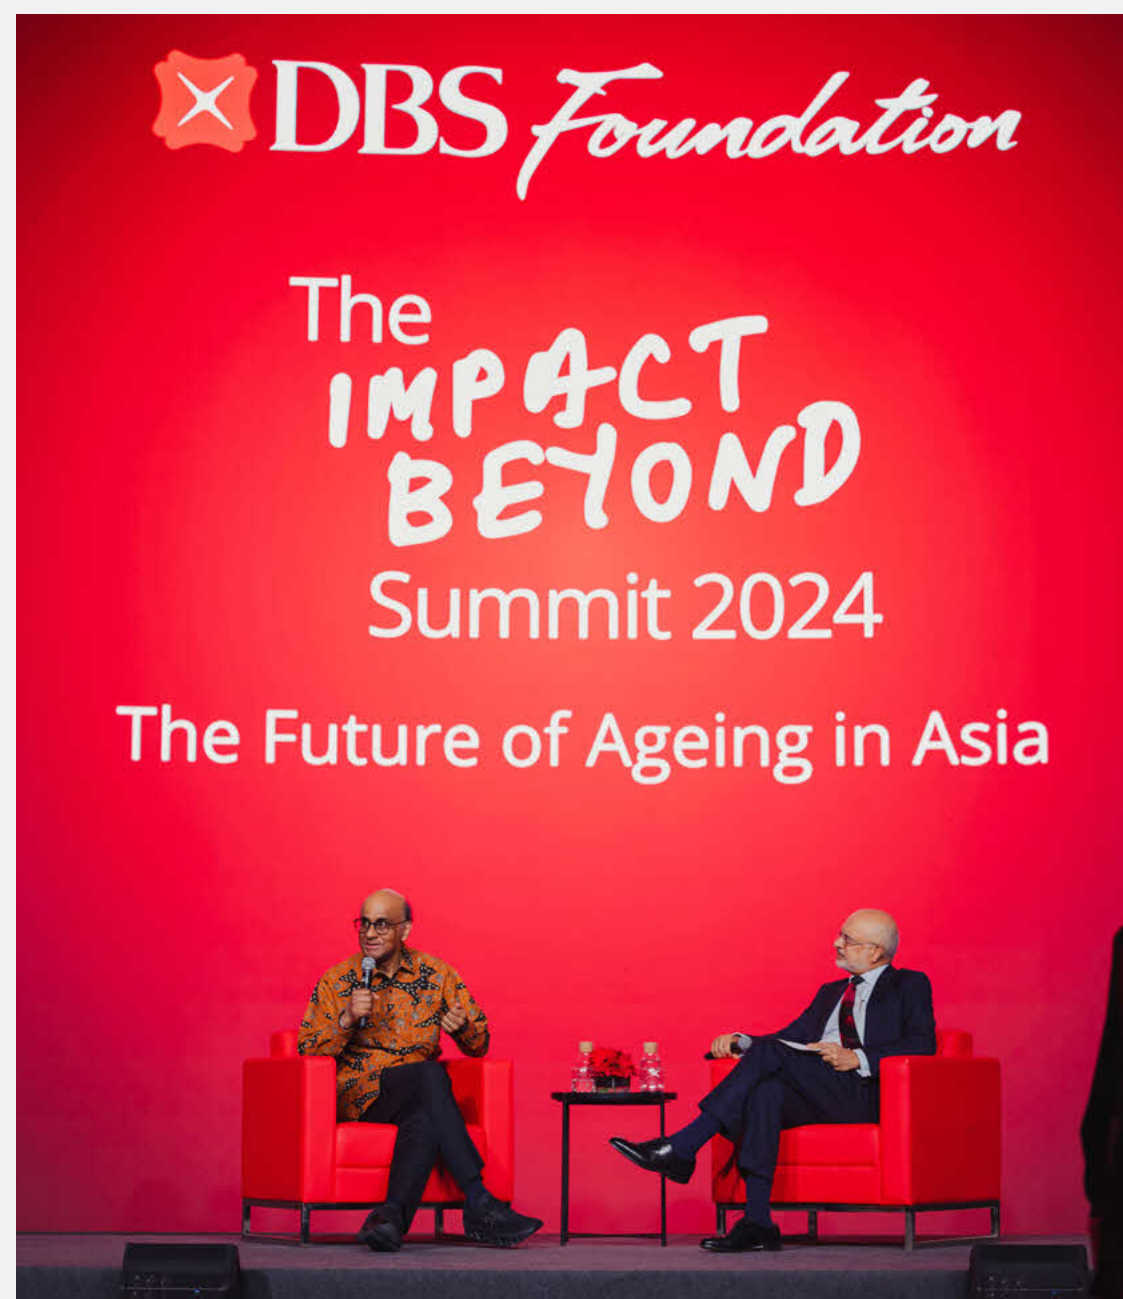 DBS Foundation
The
IMPACT
BEYOND
Summit 2024
The Future of Ageing in Asia